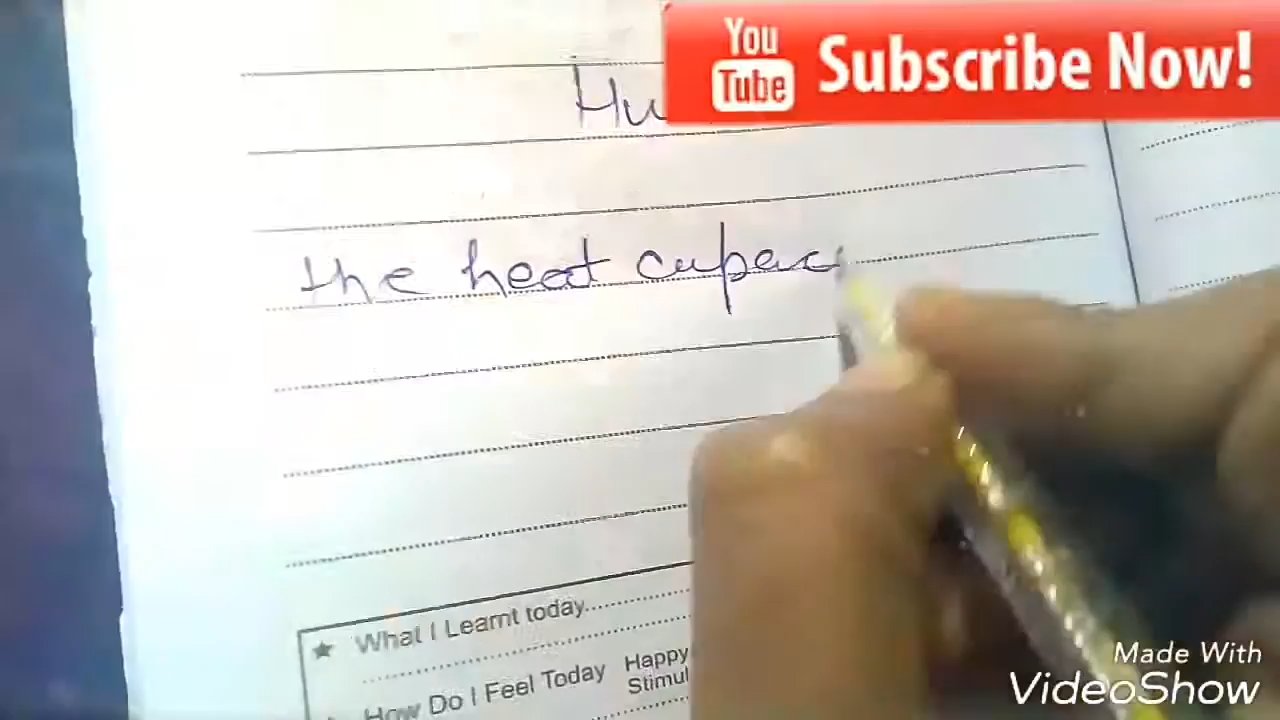 You Tube Subscribe Now!
Hu
the heat capaci
★ What I Learnt today
How Do I Feel Today Happy
Stimul
Made With
VideoShow